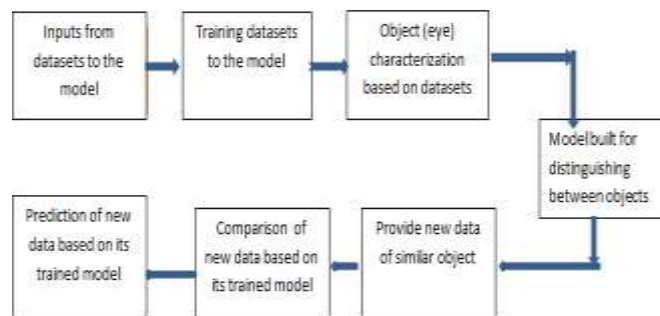 Inputs from
datasets to the
model
Training datasets
to the model
Object (eye)
characterization
based on datasets
Model built for
distinguishing
between objects
Provide new data
of similar object
Comparison of
new data based on
its trained model
Prediction of new
data based on its
trained model